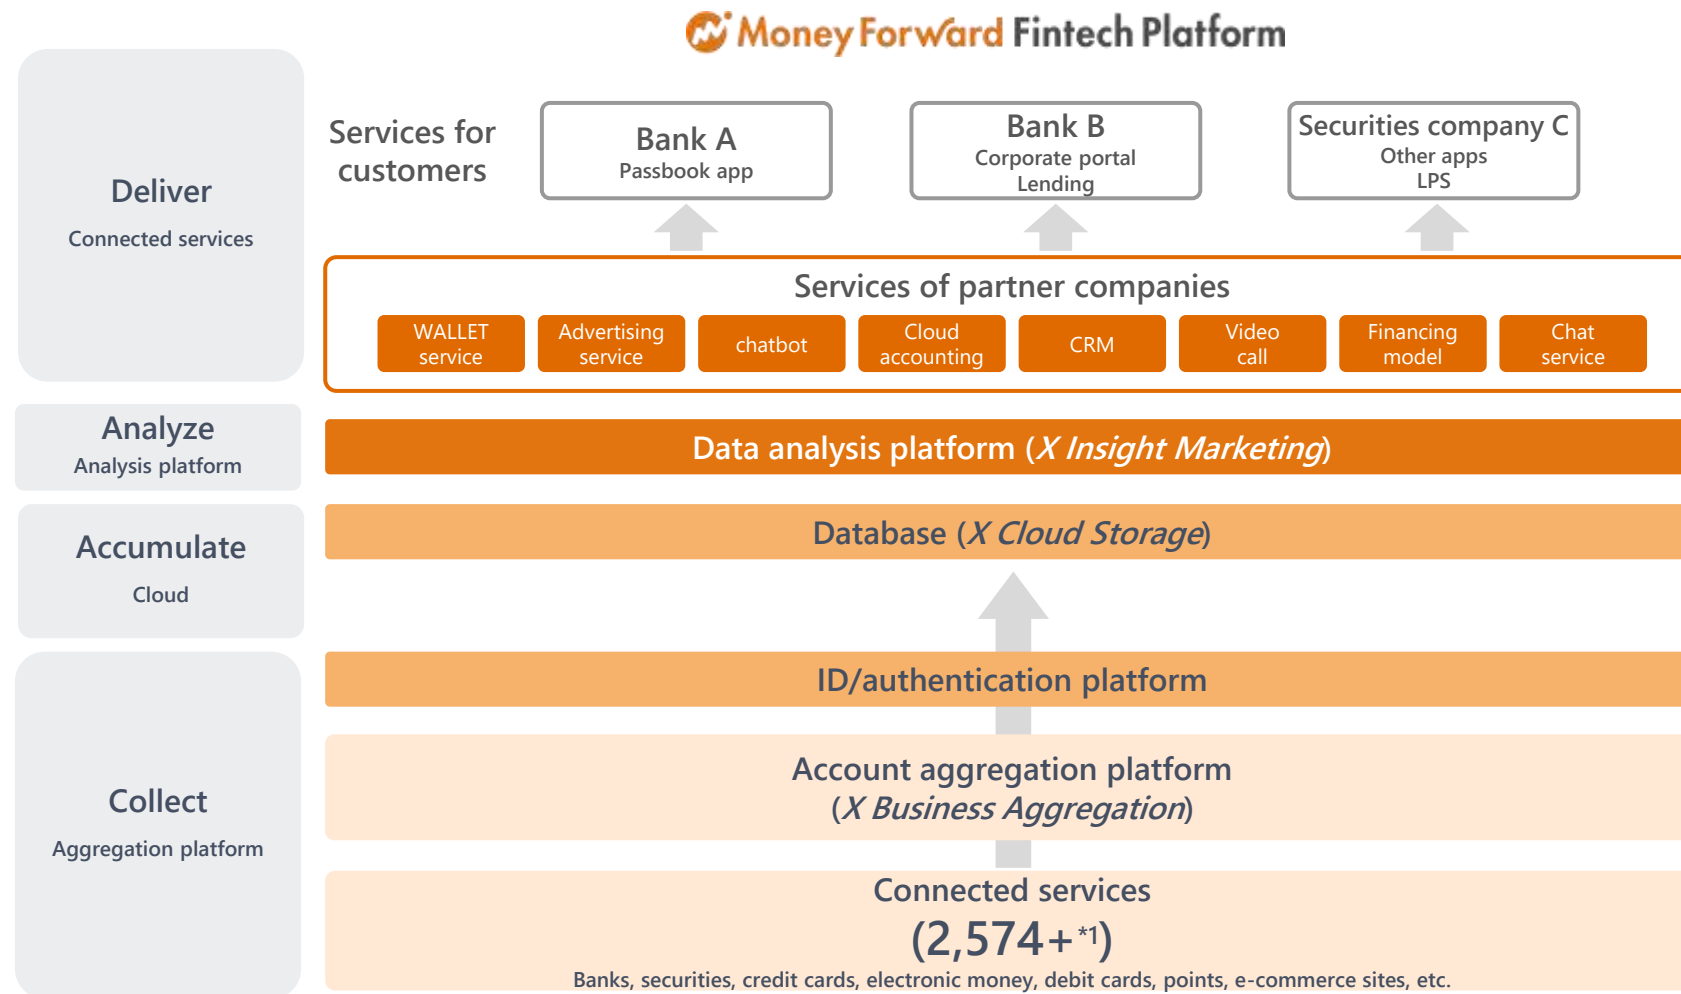 Money Forward Fintech Platform
Deliver
Connected services
Services for
customers
Bank A
Passbook app
Bank B
Corporate portal
Lending
Securities company C
Other apps
LPS
Services of partner companies
WALLET
service
Advertising
service
chatbot
Cloud
accounting
CRM
Video
call
Financing
model
Chat
service
Analyze
Analysis platform
Data analysis platform (X Insight Marketing)
Accumulate
Cloud
Database (X Cloud Storage)
Collect
Aggregation platform
ID/authentication platform
Account aggregation platform
(X Business Aggregation)
Connected services
(2,574+*1)
Banks, securities, credit cards, electronic money, debit cards, points, e-commerce sites, etc.